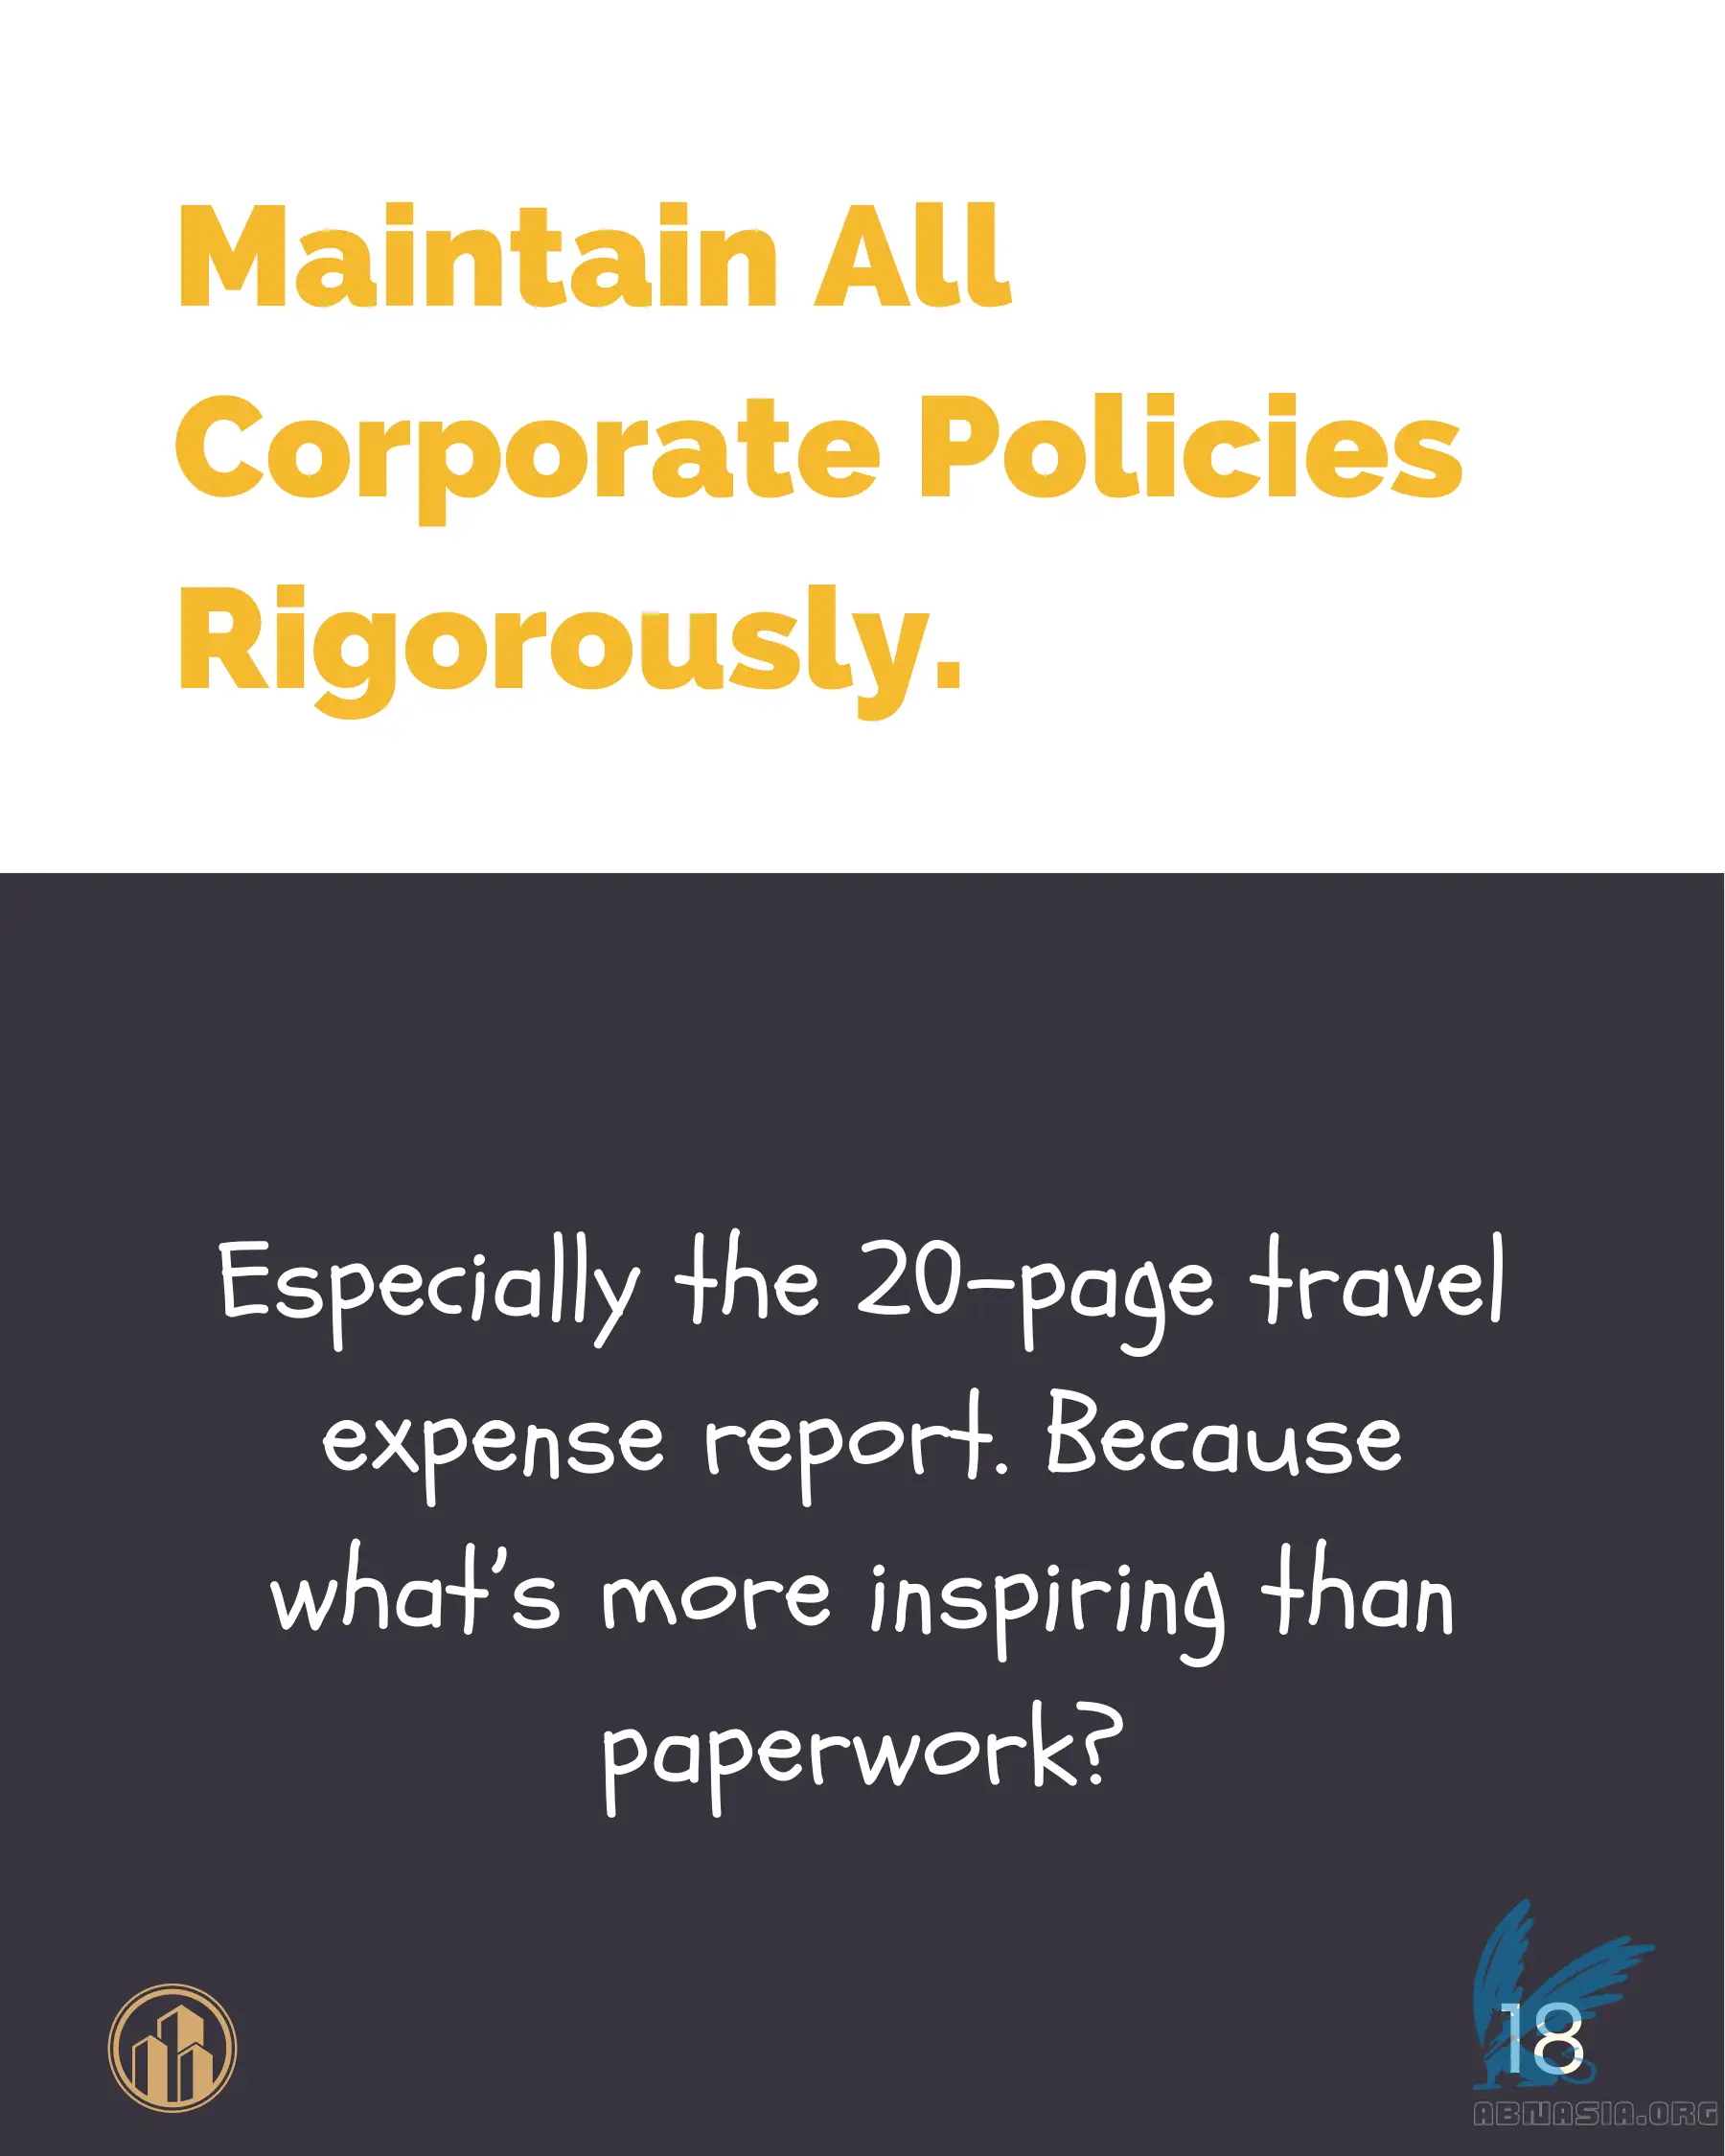 Maintain All
Corporate Policies
Rigorously.
Especially the 20-page travel
expense report. Because
what's more inspiring than
paperwork?
18
ABNASIA.ORG